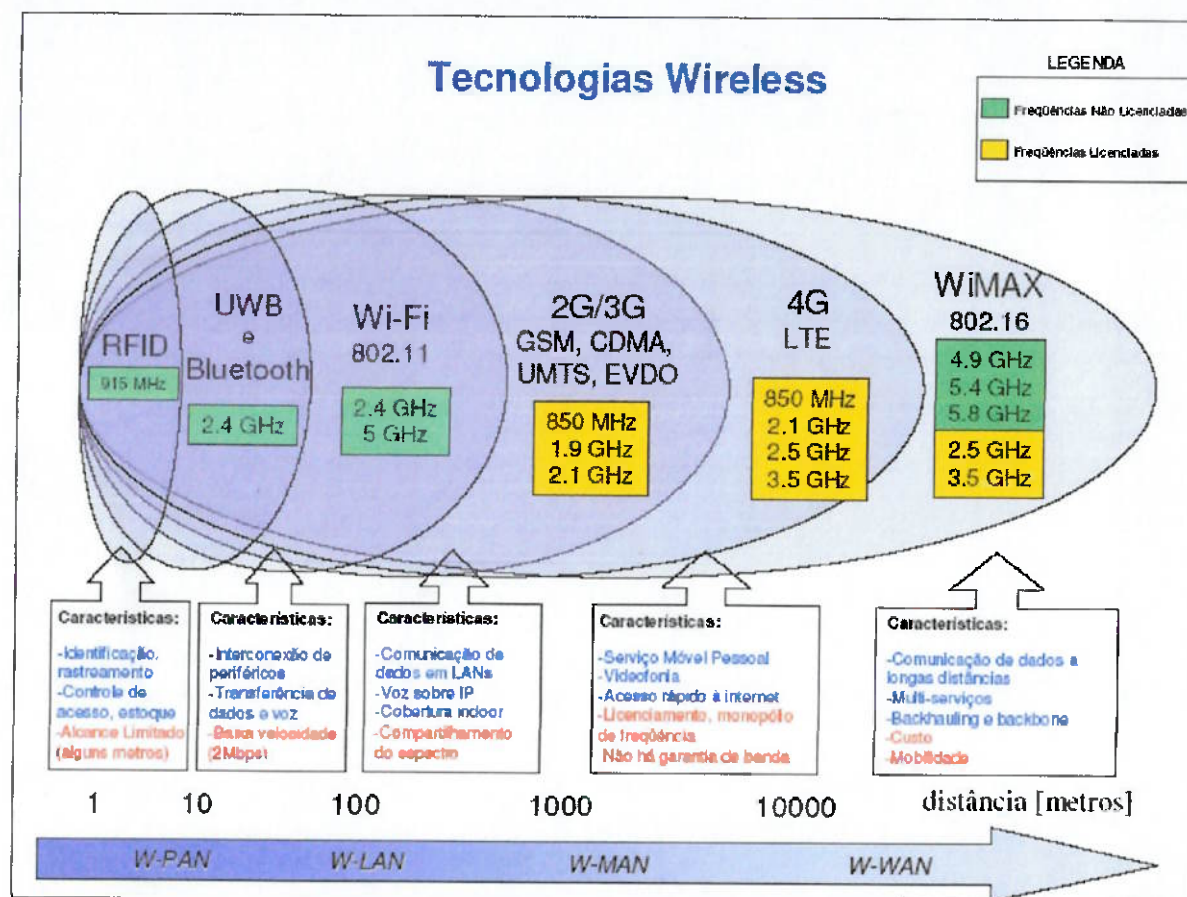 Tecnologias Wireless
LEGENDA
Freqüências Não Licenciadas
Freqüências Licenciadas
RFID
915 MHz
UWB
e
Bluetooth
2.4 GHz
Wi-Fi
802.11
2.4 GHz
5 GHz
2G/3G
GSM, CDMA,
UMTS, EVDO
850 MHz
1.9 GHz
2.1 GHz
4G
LTE
850 MHz
2.1 GHz
2.5 GHz
3.5 GHz
WiMAX
802.16
4.9 GHz
5.4 GHz
5.8 GHz
2.5 GHz
3.5 GHz
Características:
-Identificação,
rastreamento
-Controle de
acesso, estoque
-Alcance Limitado
(alguns metros)
Características:
-Interconexão de
periféricos
-Transferência de
dados e voz
-Baixa velocidade
(2Mbpst)
Características:
-Comunicação de
dados em LANs
-Voz sobre IP
-Cobertura indoor
-Compartilhamento
do espectro
Características:
-Serviço Móvel Pessoal
-Videofonia
-Acesso rápido à internet
-Licenciamento, monopólio
de freqüência
Não há garantia de banda
Características:
-Comunicação de dados a
longas distâncias
-Multi-serviços
-Backhauling e backbone
-Custo
-Mobilidade
1 10 100 1000 10000 distância [metros]
W-PAN W-LAN W-MAN W-WAN